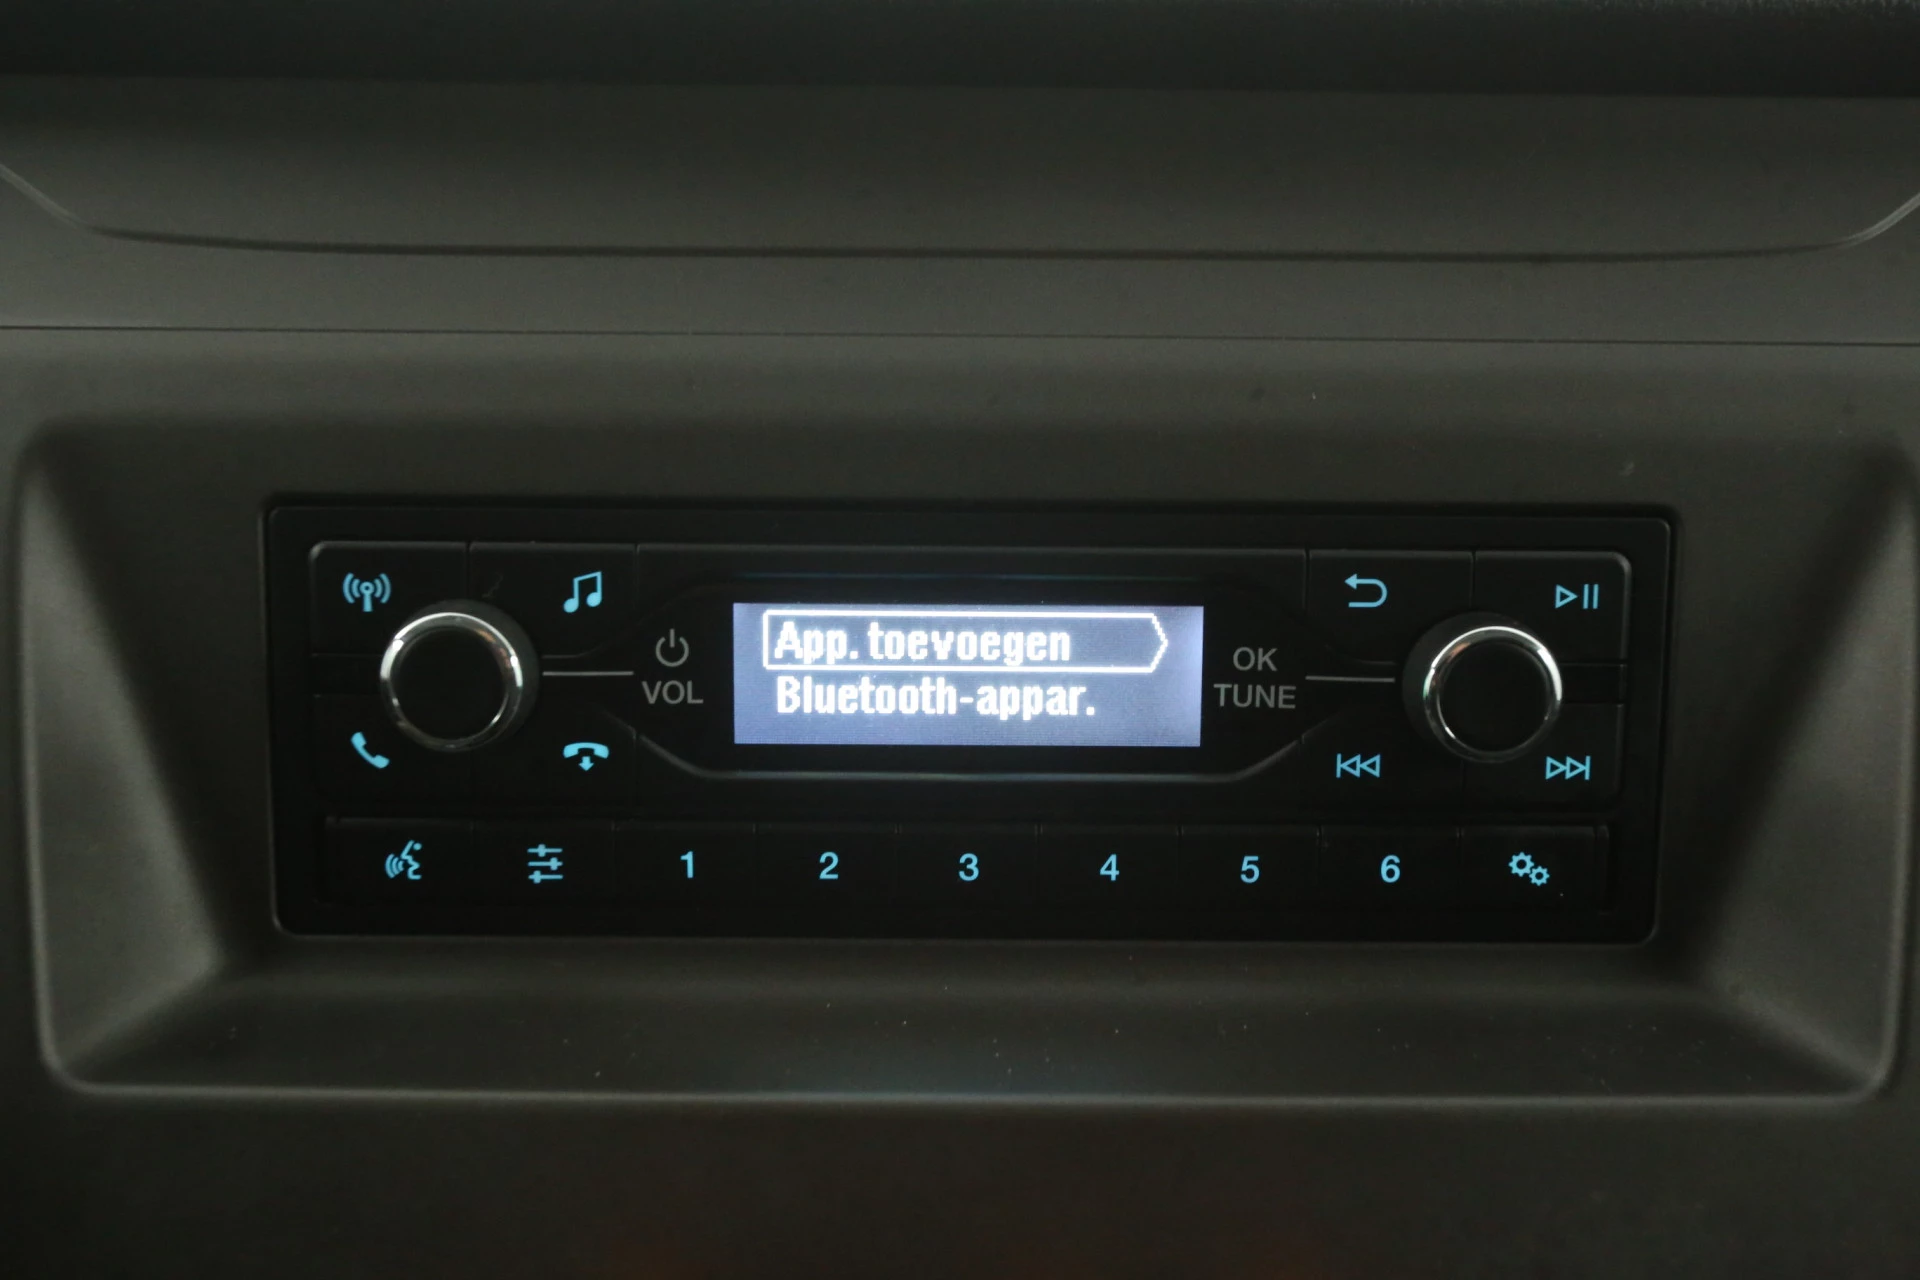 App. toevoegen
Bluetooth-appar.
VOL
OK
TUNE
1 2 3 4 5 6